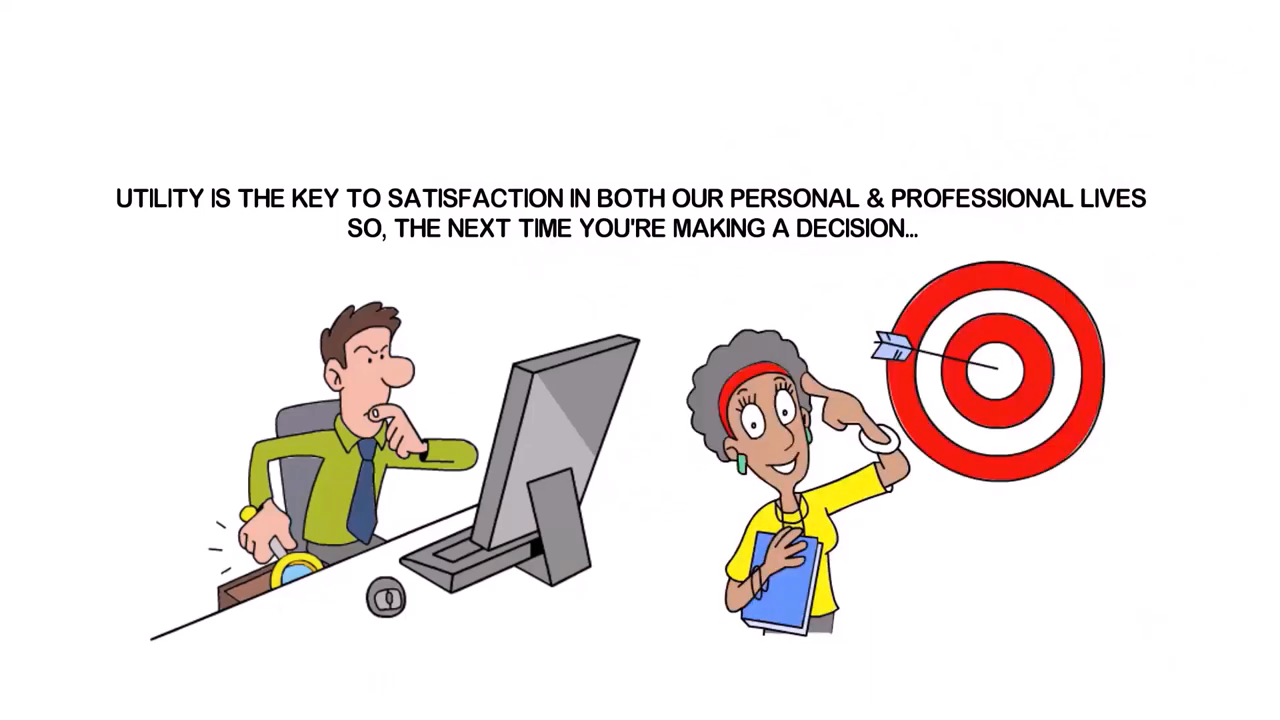 UTILITY IS THE KEY TO SATISFACTION IN BOTH OUR PERSONAL & PROFESSIONAL LIVES
SO, THE NEXT TIME YOU'RE MAKING A DECISION...